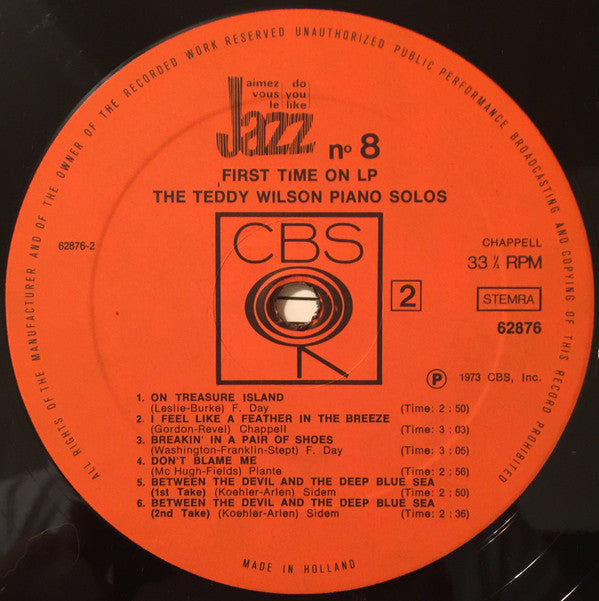 ALL RIGHTS OF THE MANUFACTURER AND OF THE OWNER OF THE RECORDED WORK RESERVED UNAUTHORIZED PUBLIC PERFORMANCE BROADCASTING AND COPYING OF THIS RECORD PROHIBITED
aimez do
vous you
le like
Jazz nº 8
FIRST TIME ON LP
THE TEDDY WILSON PIANO SOLOS
CBS
62876-2
CHAPPELL
33 ⅓ RPM
2
STEMRA
62876
Ⓟ 1973 CBS, Inc.
1. ON TREASURE ISLAND
(Leslie-Burke) F. Day (Time: 2 : 50)
2. I FEEL LIKE A FEATHER IN THE BREEZE
(Gordon-Revel) Chappell (Time: 3 : 03)
3. BREAKIN' IN A PAIR OF SHOES
(Washington-Franklin-Stept) F. Day (Time: 3 : 05)
4. DON'T BLAME ME
(Mc Hugh-Fields) Plante (Time: 2 : 56)
5. BETWEEN THE DEVIL AND THE DEEP BLUE SEA
(1st Take) (Koehler-Arlen) Sidem (Time: 2 : 50)
6. BETWEEN THE DEVIL AND THE DEEP BLUE SEA
(2nd Take) (Koehler-Arlen) Sidem (Time: 2 : 36)
MADE IN HOLLAND